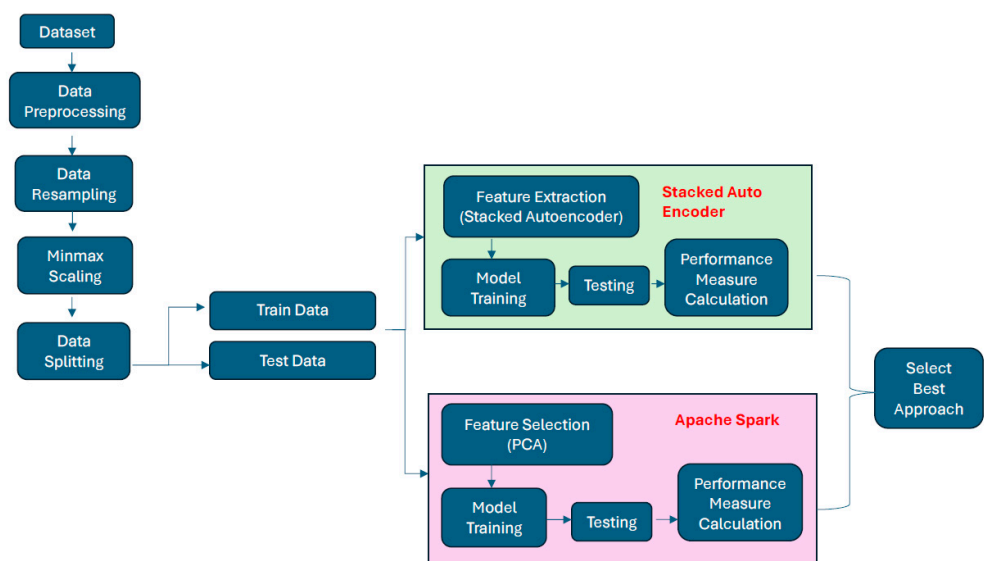 Dataset
Data
Preprocessing
Data
Resampling
Minmax
Scaling
Data
Splitting
Train Data
Test Data
Feature Extraction
(Stacked Autoencoder)
Stacked Auto
Encoder
Model
Training
Testing
Performance
Measure
Calculation
Feature Selection
(PCA)
Apache Spark
Model
Training
Testing
Performance
Measure
Calculation
Select
Best
Approach